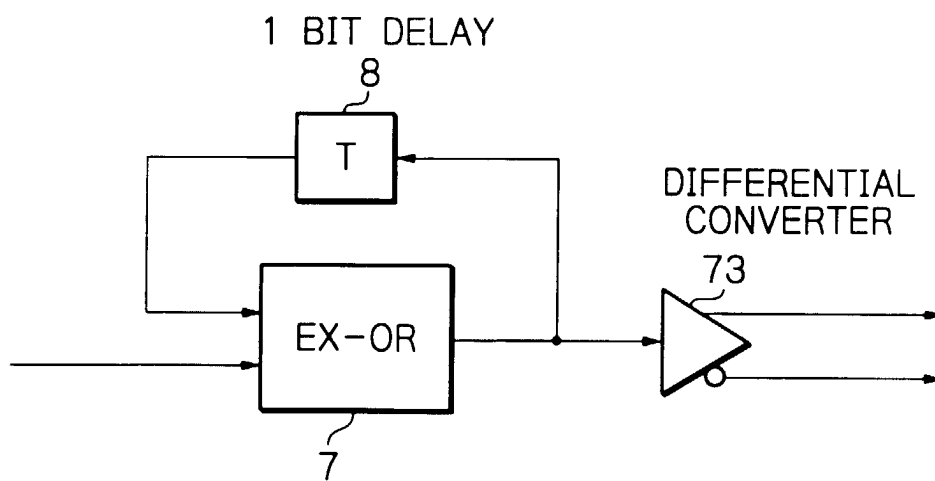 1 BIT DELAY
8
T
DIFFERENTIAL
CONVERTER
73
EX-OR
7